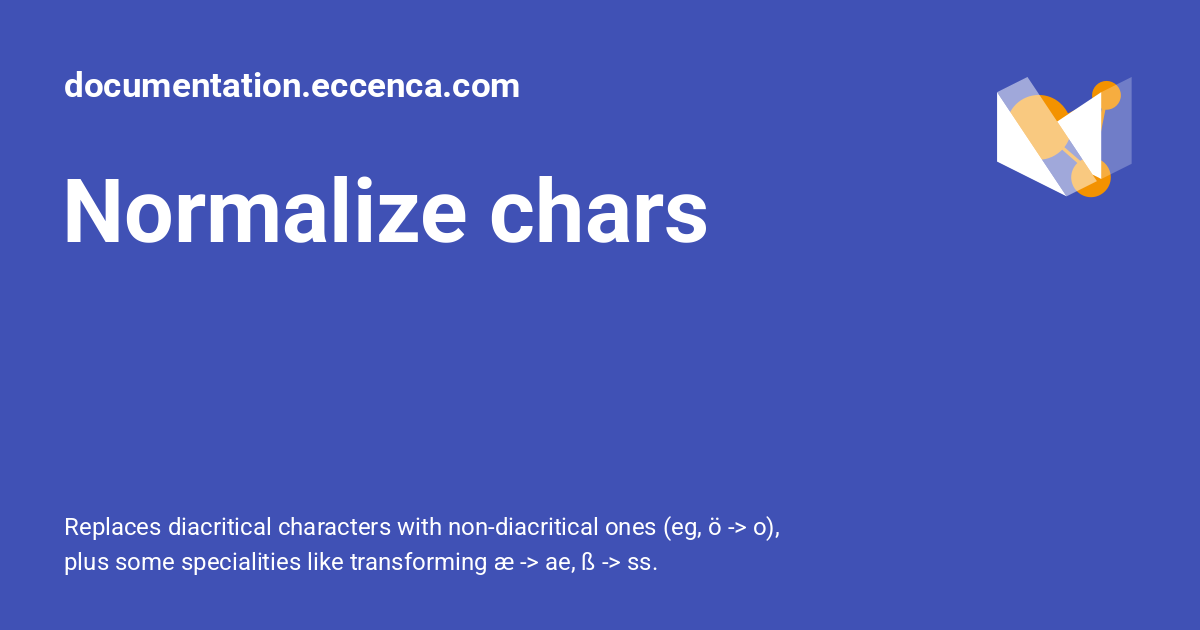 documentation.eccenca.com
Normalize chars
Replaces diacritical characters with non-diacritical ones (eg, ö -> o),
plus some specialities like transforming æ -> ae, ß -> ss.